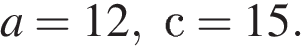 a = 12, c = 15.